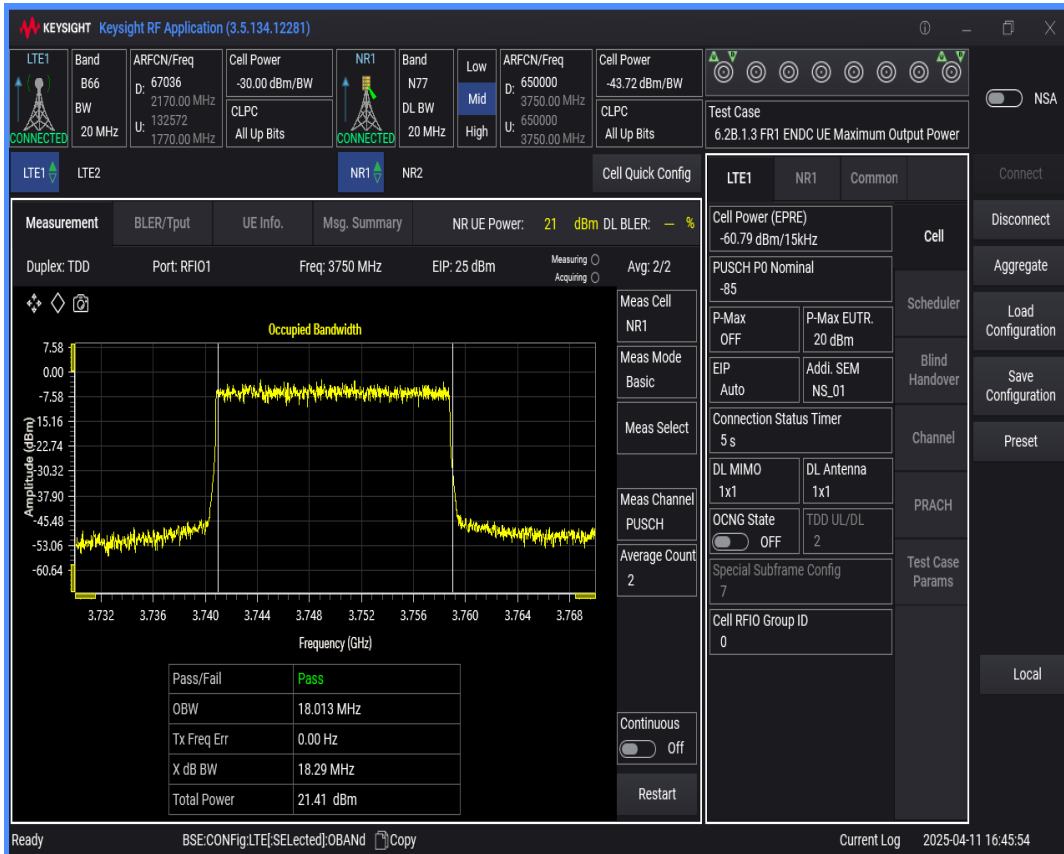 KEYSIGHT Keysight RF Application (3.5.134.12281)
LTE1
CONNECTED
Band
B66
BW
20 MHz
ARFCN/Freq
D: 67036
2170.00 MHz
U: 132572
1770.00 MHz
Cell Power
-30.00 dBm/BW
CLPC
All Up Bits
NR1
CONNECTED
Band
N77
DL BW
20 MHz
Low
Mid
High
ARFCN/Freq
D: 650000
3750.00 MHz
U: 650000
3750.00 MHz
Cell Power
-43.72 dBm/BW
CLPC
All Up Bits
Test Case
6.2B.1.3 FR1 ENDC UE Maximum Output Power
NSA
LTE1 LTE2 NR1 NR2 Cell Quick Config
Measurement BLER/Tput UE Info. Msg. Summary NR UE Power: 21 dBm DL BLER: — %
Duplex: TDD Port: RFIO1 Freq: 3750 MHz EIP: 25 dBm Measuring Acquiring Avg: 2/2
Occupied Bandwidth
7.58
0.00
-7.58
-15.16
-22.74
-30.32
-37.90
-45.48
-53.06
-60.64
Amplitude (dBm)
3.732 3.736 3.740 3.744 3.748 3.752 3.756 3.760 3.764 3.768
Frequency (GHz)
Pass/Fail Pass
OBW 18.013 MHz
Tx Freq Err 0.00 Hz
X dB BW 18.29 MHz
Total Power 21.41 dBm
Meas Cell
NR1
Meas Mode
Basic
Meas Select
Meas Channel
PUSCH
Average Count
2
Continuous
Off
Restart
LTE1 NR1 Common
Cell Power (EPRE)
-60.79 dBm/15kHz
PUSCH P0 Nominal
-85
P-Max
OFF
P-Max EUTR.
20 dBm
EIP
Auto
Addi. SEM
NS_01
Connection Status Timer
5 s
DL MIMO
1x1
DL Antenna
1x1
OCNG State
OFF
TDD UL/DL
2
Special Subframe Config
7
Cell RFIO Group ID
0
Cell
Scheduler
Blind
Handover
Channel
PRACH
Test Case
Params
Connect
Disconnect
Aggregate
Load
Configuration
Save
Configuration
Preset
Local
Ready BSE:CONFig:LTE[:SELected]:OBANd Copy Current Log 2025-04-11 16:45:54